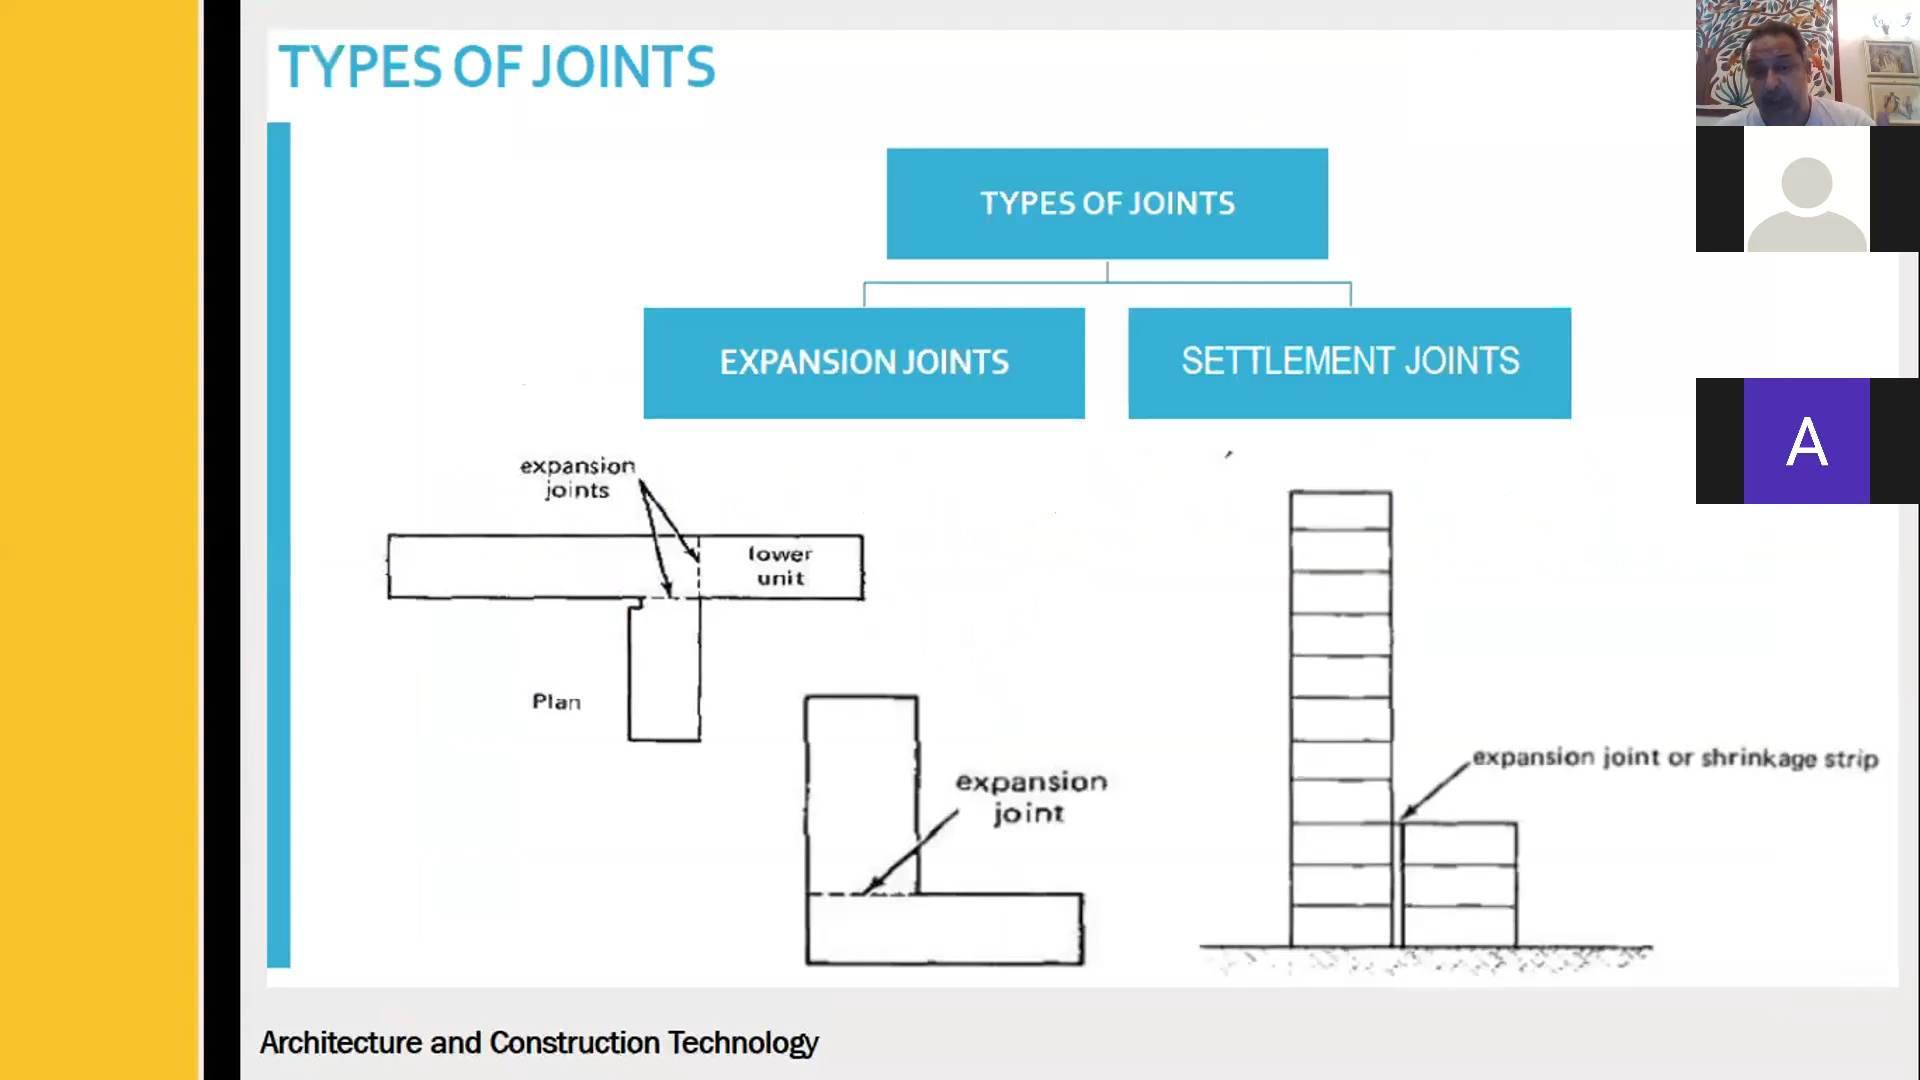 TYPES OF JOINTS
TYPES OF JOINTS
EXPANSION JOINTS
SETTLEMENT JOINTS
expansion
joints
lower
unit
Plan
expansion
joint
expansion joint or shrinkage strip
A
Architecture and Construction Technology